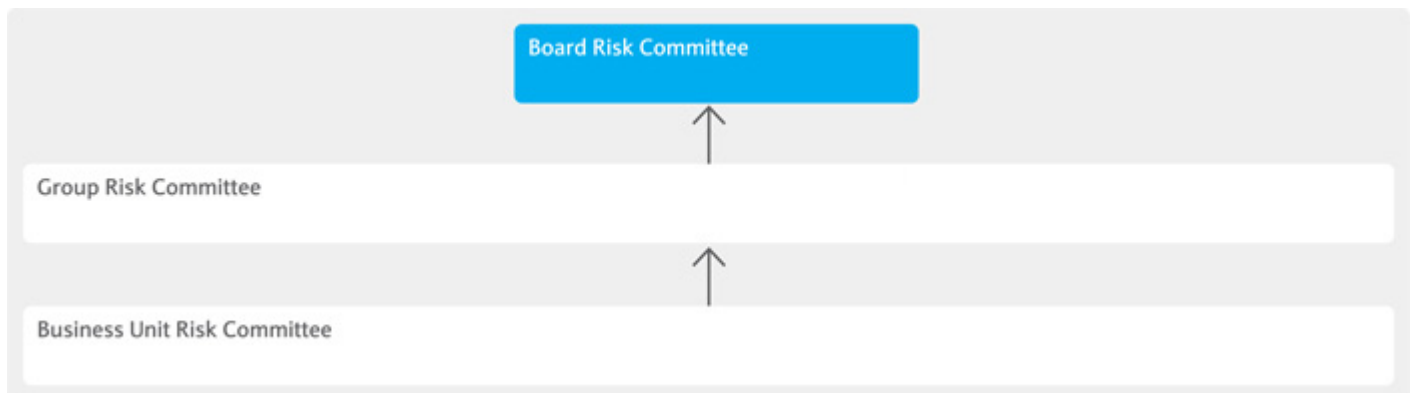 Board Risk Committee
Group Risk Committee
Business Unit Risk Committee